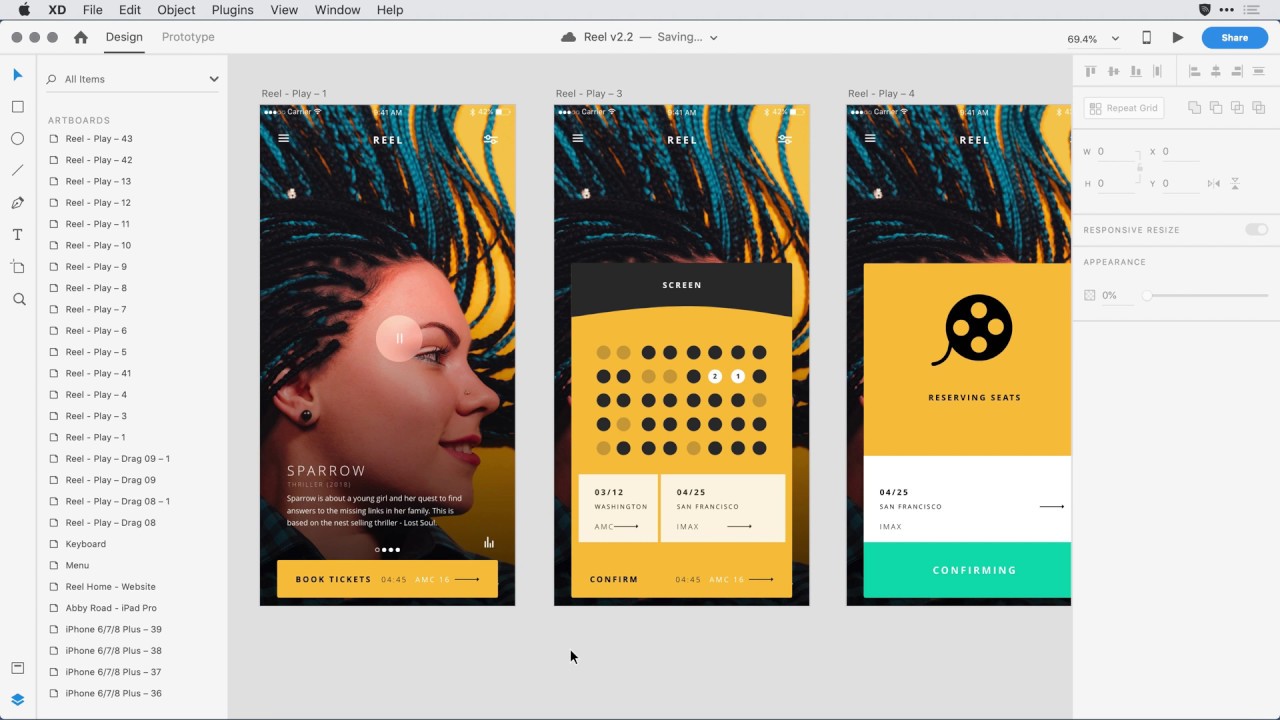 XD File Edit Object Plugins View Window Help
Design Prototype
Reel v2.2 — Saving...
69.4%
Share
All Items
ARTBOARDS
Reel - Play – 43
Reel - Play – 42
Reel - Play – 13
Reel - Play – 12
Reel - Play – 11
Reel - Play – 10
Reel - Play – 9
Reel - Play – 8
Reel - Play – 7
Reel - Play – 6
Reel - Play – 5
Reel - Play – 41
Reel - Play – 4
Reel - Play – 3
Reel - Play – 1
Reel - Play – Drag 09 – 1
Reel - Play – Drag 09
Reel - Play – Drag 08 – 1
Reel - Play – Drag 08
Keyboard
Menu
Reel Home - Website
Abby Road – iPad Pro
iPhone 6/7/8 Plus – 39
iPhone 6/7/8 Plus – 38
iPhone 6/7/8 Plus – 37
iPhone 6/7/8 Plus – 36
Reel - Play – 1
Carrier 9:41 AM 42%
REEL
SPARROW
THRILLER (2018)
Sparrow is about a young girl and her quest to find
answers to the missing links in her family. This is
based on the nest selling thriller - Lost Soul.
BOOK TICKETS 04:45 AMC 16
Reel - Play – 3
Carrier 9:41 AM 42%
REEL
SCREEN
2 1
03/12
WASHINGTON
AMC
04/25
SAN FRANCISCO
IMAX
CONFIRM 04:45 AMC 16
Reel - Play – 4
Carrier 9:41 AM
REEL
RESERVING SEATS
04/25
SAN FRANCISCO
IMAX
CONFIRMING
Repeat Grid
W 0 X 0
H 0 Y 0
RESPONSIVE RESIZE
APPEARANCE
0%